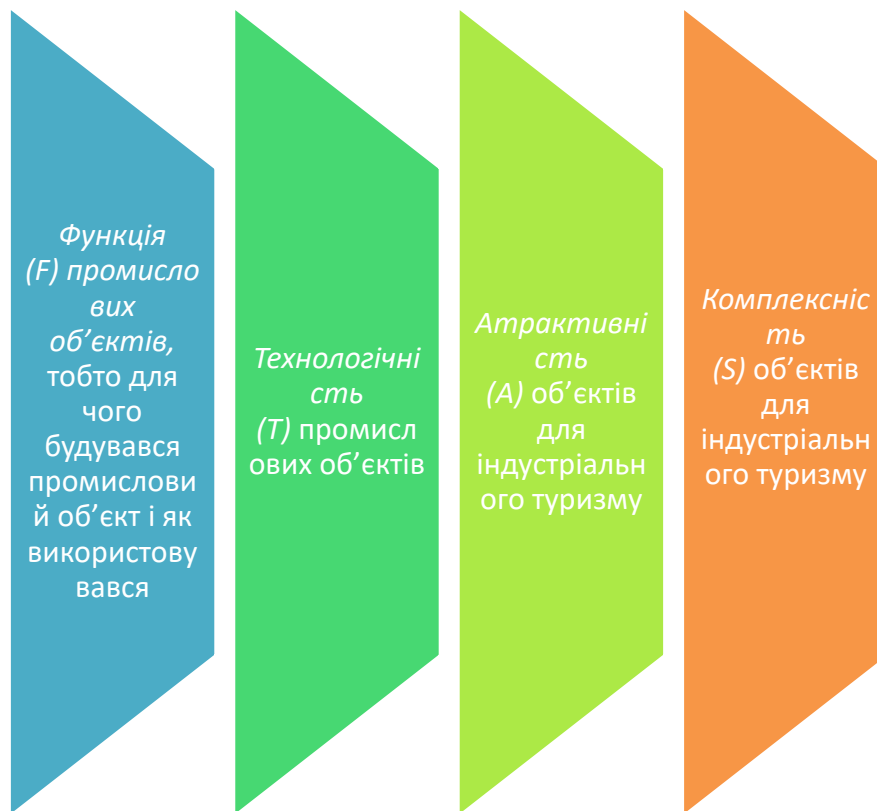 Функція
(F) промисло
вих
об’єктів,
тобто для
чого
будувався
промислови
й об’єкт і як
використову
вався
Технологічні
сть
(T) промисл
ових об’єктів
Атрактивні
сть
(A) об’єктів
для
індустріальн
ого туризму
Комплексніс
ть
(S) об’єктів
для
індустріальн
ого туризму